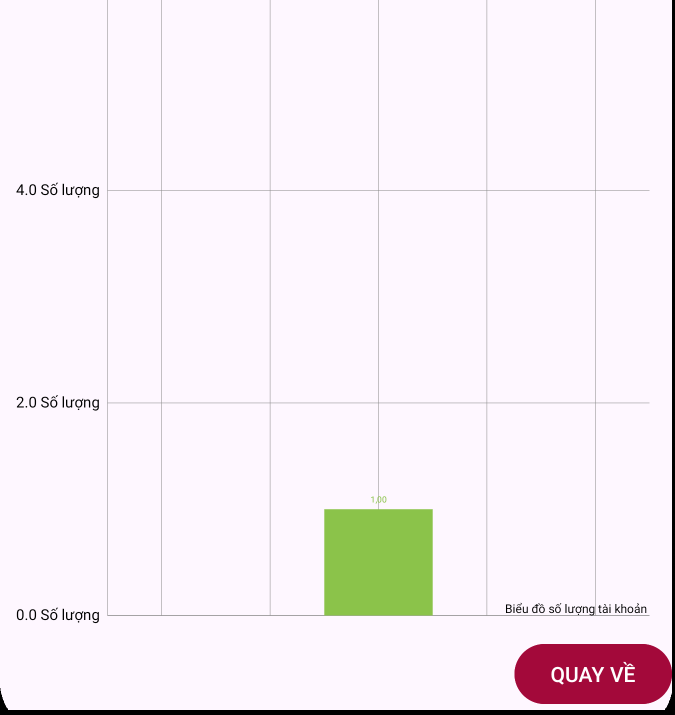 4.0 Số lượng
2.0 Số lượng
1,00
0.0 Số lượng
Biểu đồ số lượng tài khoản
QUAY VỀ